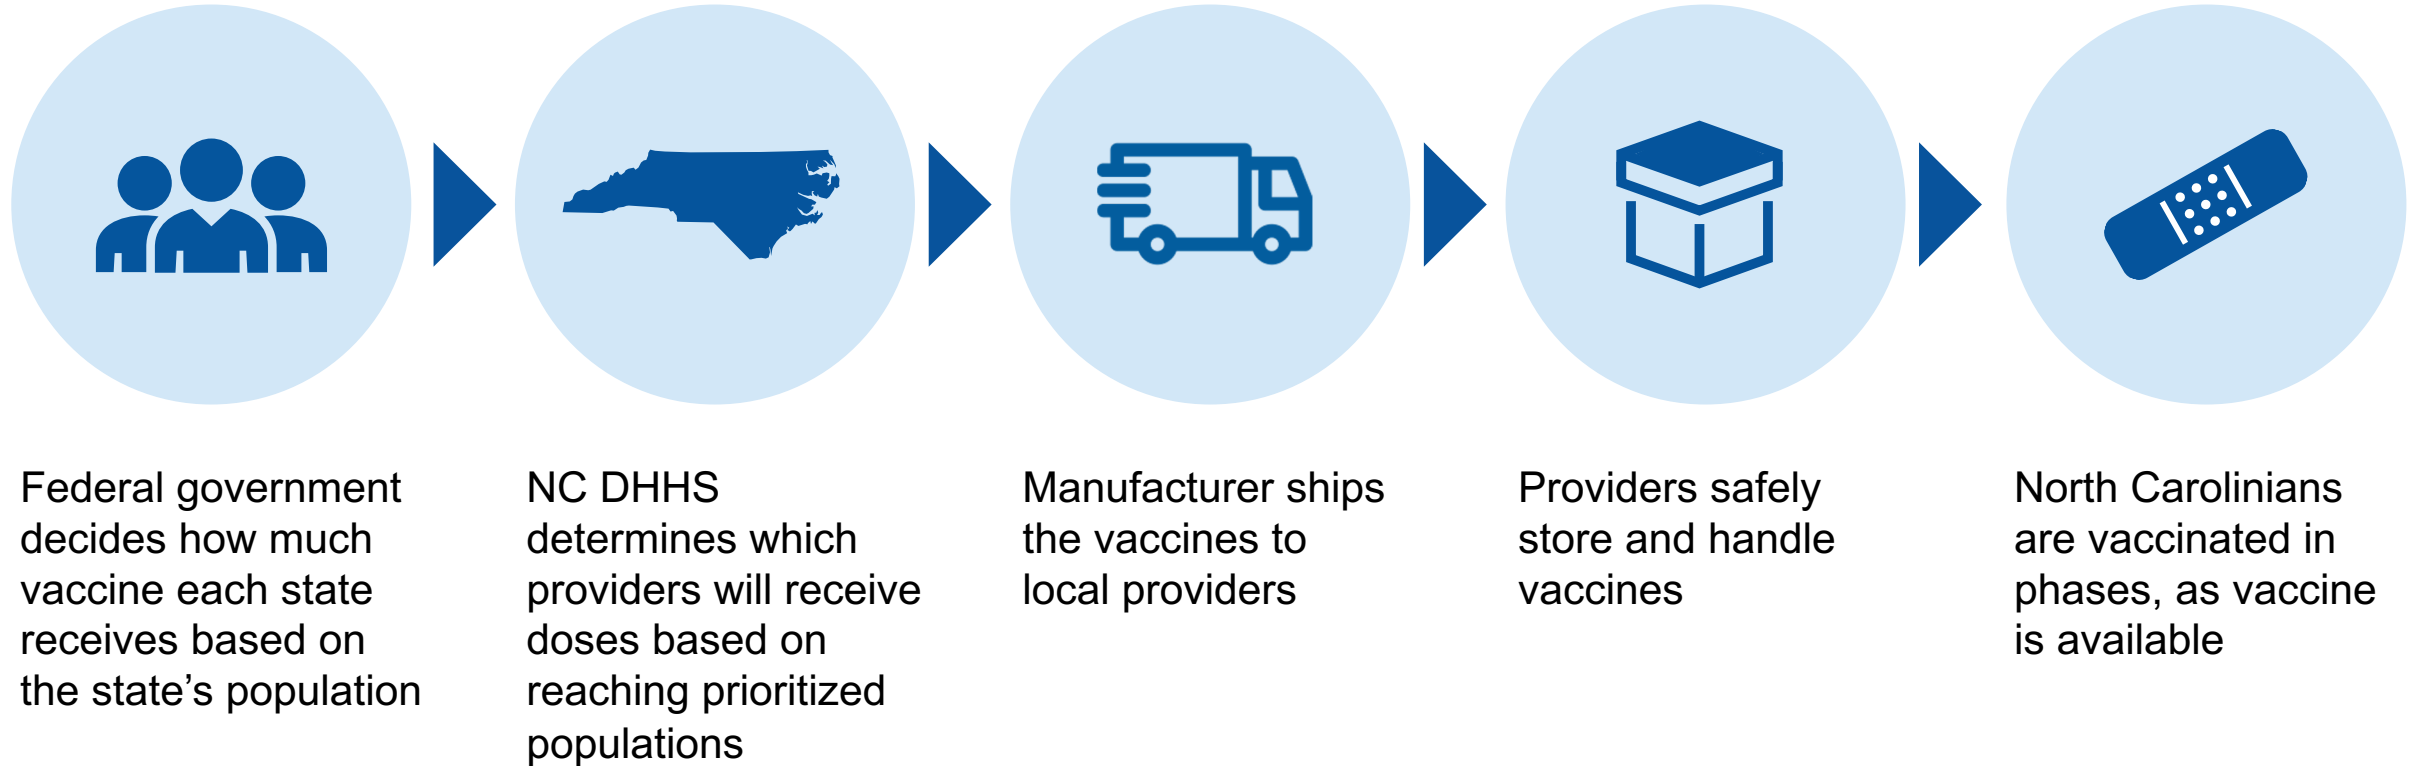 Federal government
decides how much
vaccine each state
receives based on
the state’s population
NC DHHS
determines which
providers will receive
doses based on
reaching prioritized
populations
Manufacturer ships
the vaccines to
local providers
Providers safely
store and handle
vaccines
North Carolinians
are vaccinated in
phases, as vaccine
is available